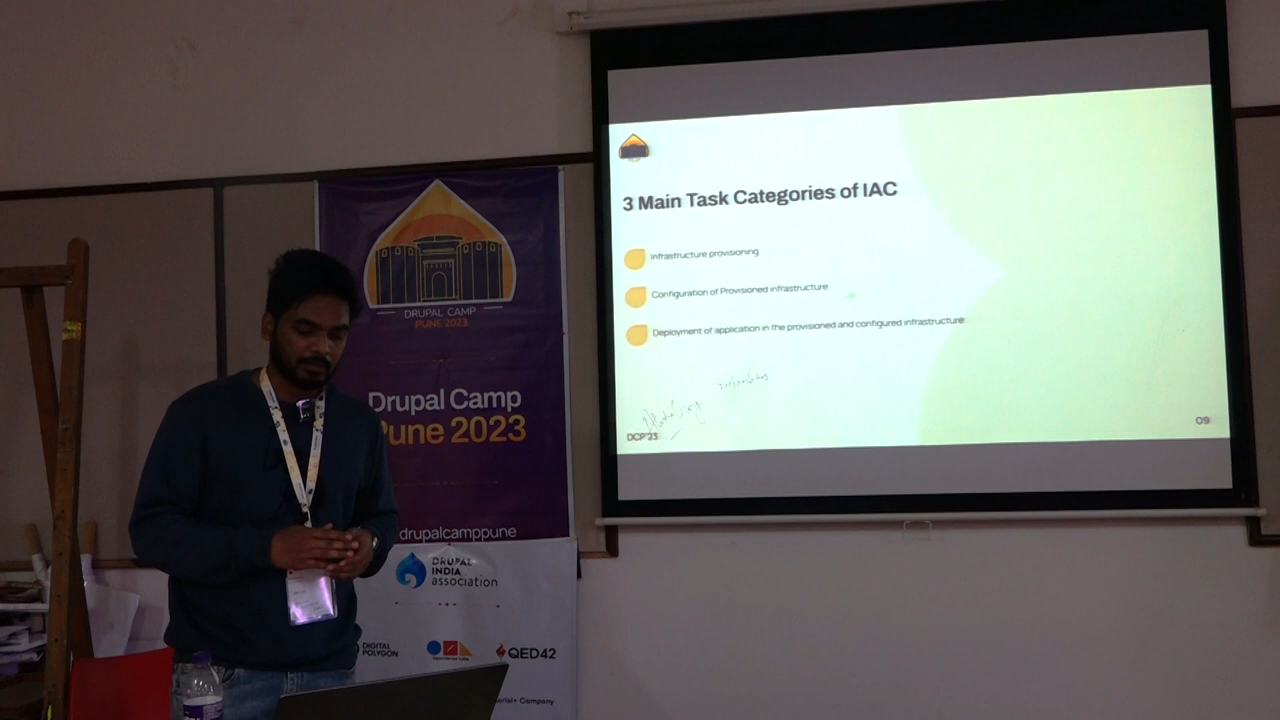 3 Main Task Categories of IAC
Infrastructure provisioning
Configuration of Provisioned infrastructure
Deployment of application in the provisioned and configured infrastructure
DCP'23
09
DRUPAL CAMP
PUNE 2023
Drupal Camp
Pune 2023
drupalcamppune
DRUPAL
INDIA
association
DIGITAL
POLYGON
QED42
Company